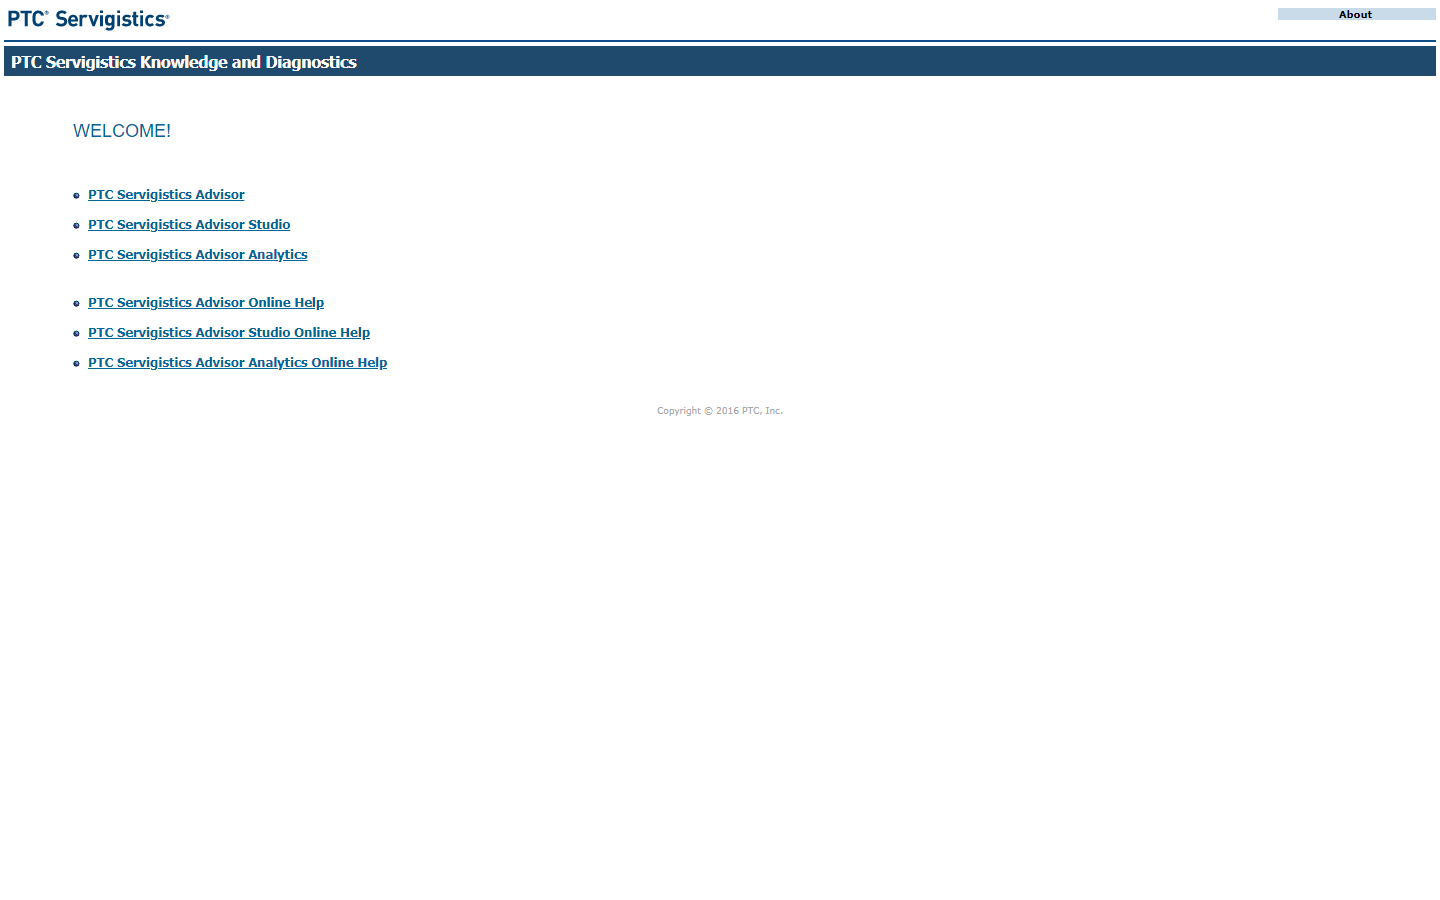 PTC® Servigistics®
About
PTC Servigistics Knowledge and Diagnostics
WELCOME!
PTC Servigistics Advisor
PTC Servigistics Advisor Studio
PTC Servigistics Advisor Analytics
PTC Servigistics Advisor Online Help
PTC Servigistics Advisor Studio Online Help
PTC Servigistics Advisor Analytics Online Help
Copyright © 2016 PTC, Inc.